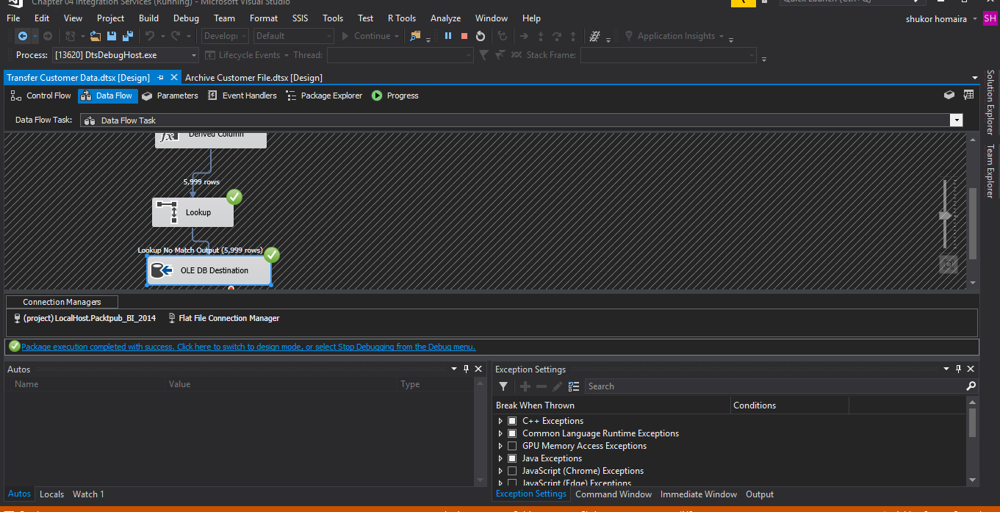 Chapter 04 Integration Services (Running) - Microsoft Visual Studio
Quick Launch (Ctrl+Q)
File Edit View Project Build Debug Team Format SSIS Tools Test R Tools Analyze Window Help
shukor homaira SH
Develop Default Continue Application Insights
Process: [13620] DtsDebugHost.exe Lifecycle Events Thread: Stack Frame:
Transfer Customer Data.dtsx [Design] Archive Customer File.dtsx [Design]
Control Flow Data Flow Parameters Event Handlers Package Explorer Progress
Data Flow Task: Data Flow Task
Derived Column
5,999 rows
Lookup
Lookup No Match Output (5,999 rows)
OLE DB Destination
Solution Explorer
Team Explorer
Connection Managers
(project) LocalHost.Packtpub_BI_2014 Flat File Connection Manager
Package execution completed with success. Click here to switch to design mode, or select Stop Debugging from the Debug menu.
Autos
Name Value Type
Autos Locals Watch 1
Exception Settings
Search
Break When Thrown Conditions
C++ Exceptions
Common Language Runtime Exceptions
GPU Memory Access Exceptions
Java Exceptions
JavaScript (Chrome) Exceptions
JavaScript (Edge) Exceptions
Exception Settings Command Window Immediate Window Output